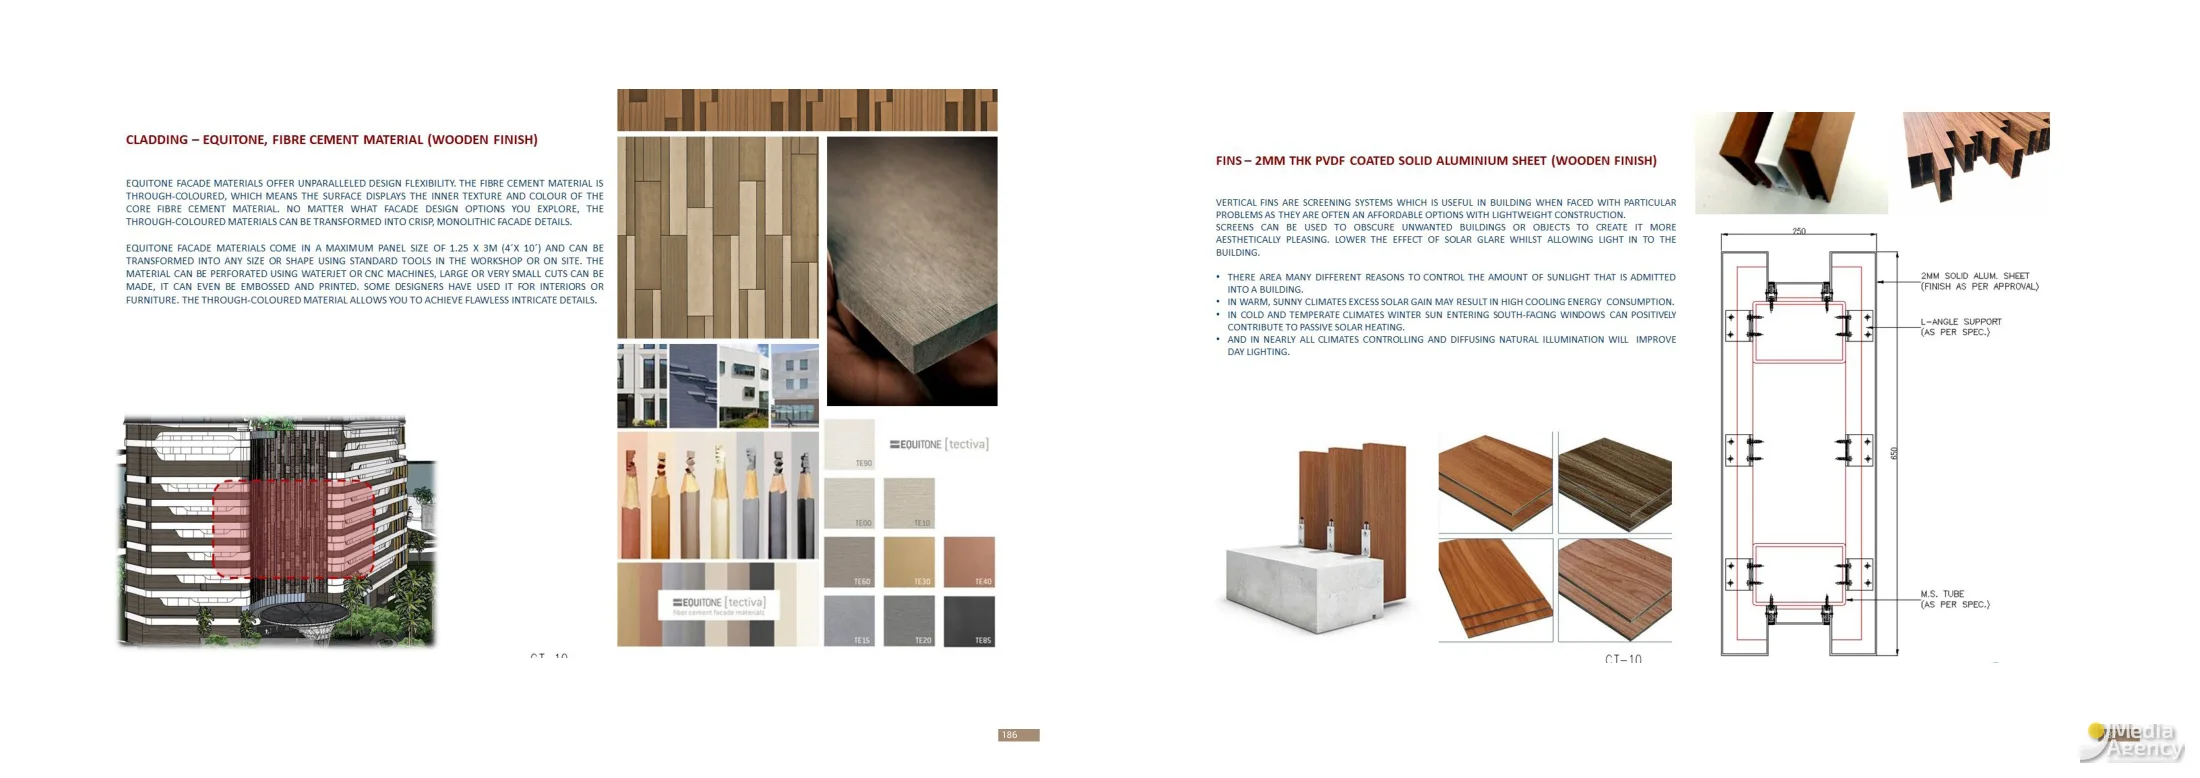 CLADDING – EQUITONE, FIBRE CEMENT MATERIAL (WOODEN FINISH)
EQUITONE FACADE MATERIALS OFFER UNPARALLELED DESIGN FLEXIBILITY. THE FIBRE CEMENT MATERIAL IS
THROUGH-COLOURED, WHICH MEANS THE SURFACE DISPLAYS THE INNER TEXTURE AND COLOUR OF THE
CORE FIBRE CEMENT MATERIAL. NO MATTER WHAT FACADE DESIGN OPTIONS YOU EXPLORE, THE
THROUGH-COLOURED MATERIALS CAN BE TRANSFORMED INTO CRISP, MONOLITHIC FACADE DETAILS.
EQUITONE FACADE MATERIALS COME IN A MAXIMUM PANEL SIZE OF 1.25 X 3M (4´X 10´) AND CAN BE
TRANSFORMED INTO ANY SIZE OR SHAPE USING STANDARD TOOLS IN THE WORKSHOP OR ON SITE. THE
MATERIAL CAN BE PERFORATED USING WATERJET OR CNC MACHINES, LARGE OR VERY SMALL CUTS CAN BE
MADE, IT CAN EVEN BE EMBOSSED AND PRINTED. SOME DESIGNERS HAVE USED IT FOR INTERIORS OR
FURNITURE. THE THROUGH-COLOURED MATERIAL ALLOWS YOU TO ACHIEVE FLAWLESS INTRICATE DETAILS.
EQUITONE [tectiva]
TE90
TE00
TE10
TE60
TE30
TE40
TE15
TE20
TE85
EQUITONE [tectiva]
fiber cement facade materials
CT-10
186
FINS – 2MM THK PVDF COATED SOLID ALUMINIUM SHEET (WOODEN FINISH)
VERTICAL FINS ARE SCREENING SYSTEMS WHICH IS USEFUL IN BUILDING WHEN FACED WITH PARTICULAR
PROBLEMS AS THEY ARE OFTEN AN AFFORDABLE OPTIONS WITH LIGHTWEIGHT CONSTRUCTION.
SCREENS CAN BE USED TO OBSCURE UNWANTED BUILDINGS OR OBJECTS TO CREATE IT MORE
AESTHETICALLY PLEASING. LOWER THE EFFECT OF SOLAR GLARE WHILST ALLOWING LIGHT IN TO THE
BUILDING.
• THERE AREA MANY DIFFERENT REASONS TO CONTROL THE AMOUNT OF SUNLIGHT THAT IS ADMITTED
INTO A BUILDING.
• IN WARM, SUNNY CLIMATES EXCESS SOLAR GAIN MAY RESULT IN HIGH COOLING ENERGY CONSUMPTION.
• IN COLD AND TEMPERATE CLIMATES WINTER SUN ENTERING SOUTH-FACING WINDOWS CAN POSITIVELY
CONTRIBUTE TO PASSIVE SOLAR HEATING.
• AND IN NEARLY ALL CLIMATES CONTROLLING AND DIFFUSING NATURAL ILLUMINATION WILL IMPROVE
DAY LIGHTING.
250
2MM SOLID ALUM. SHEET
(FINISH AS PER APPROVAL)
L-ANGLE SUPPORT
(AS PER SPEC.)
650
M.S. TUBE
(AS PER SPEC.)
CT-10
Media
Agency